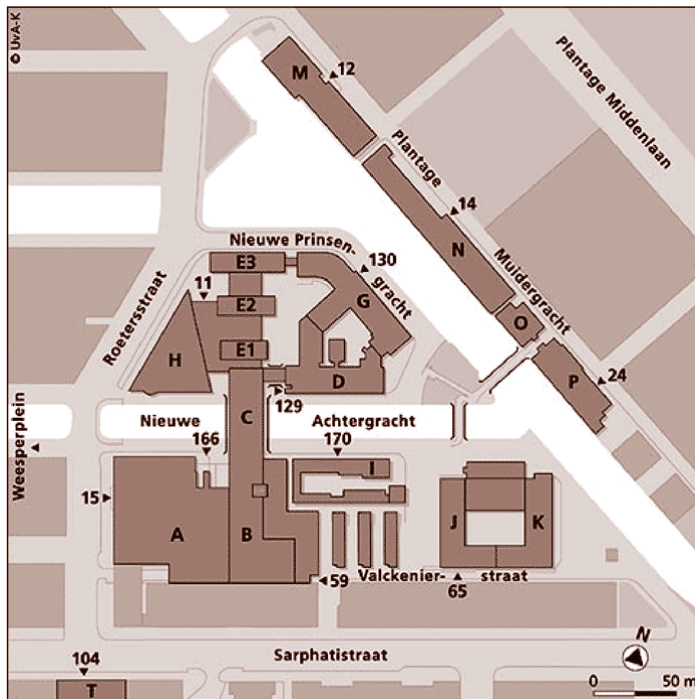 © UvA-K
M
12
Plantage Middenlaan
Plantage
14
Muidergracht
N
Nieuwe Prinsen-
gracht
130
E3
11
E2
G
Roetersstraat
O
H
E1
D
P
24
129
C
Nieuwe
Achtergracht
166
170
Weesperplein
I
15
A
B
J
K
59
Valckenier-
straat
65
N
Sarphatistraat
104
T
0
50 m